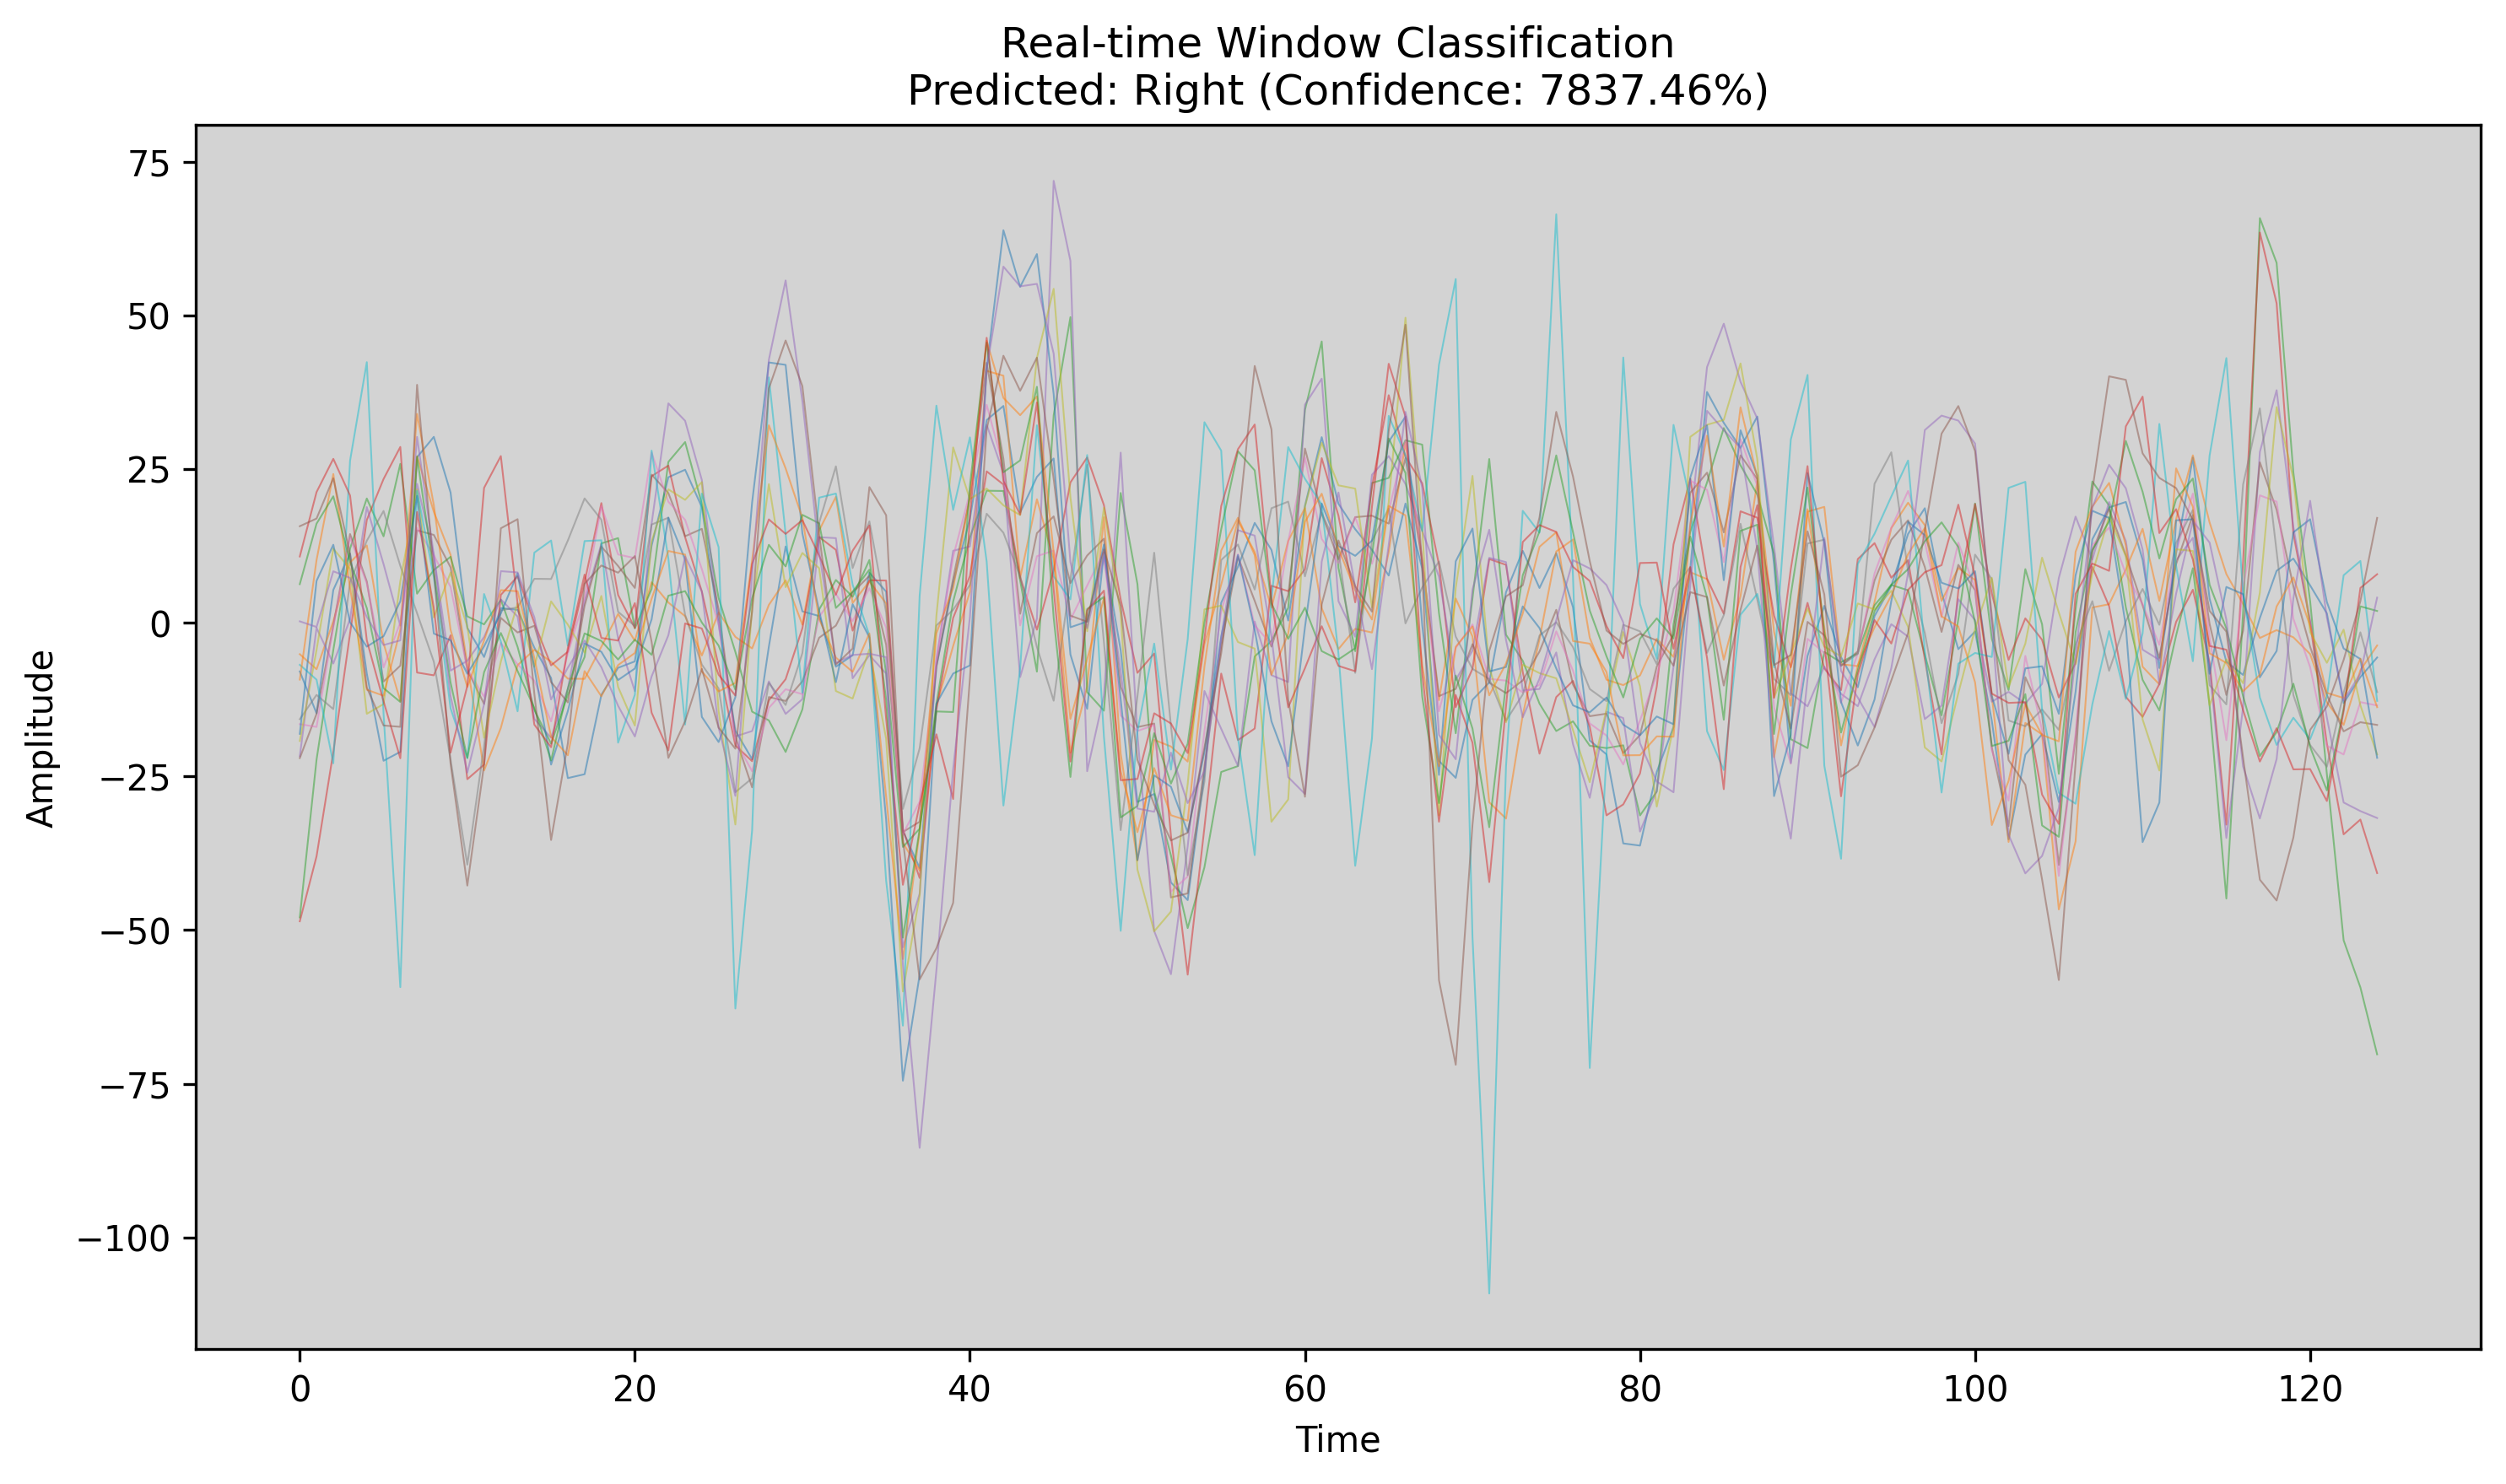 Real-time Window Classification
Predicted: Right (Confidence: 7837.46%)
75
50
25
0
−25
−50
−75
−100
Amplitude
0 20 40 60 80 100 120
Time